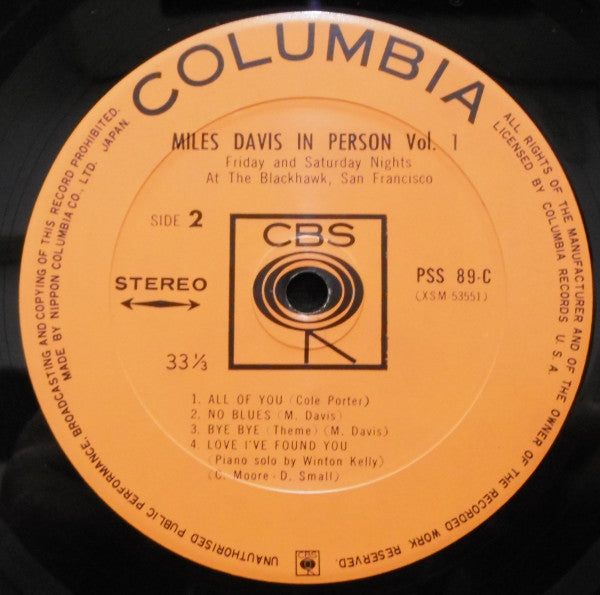 COLUMBIA
MILES DAVIS IN PERSON Vol. 1
Friday and Saturday Nights
At The Blackhawk, San Francisco
SIDE 2
CBS
STEREO
PSS 89-C
(XSM 53551)
33⅓
1. ALL OF YOU (Cole Porter)
2. NO BLUES (M. Davis)
3. BYE BYE (Theme) (M. Davis)
4. LOVE I'VE FOUND YOU
(Piano solo by Winton Kelly)
(C. Moore-D. Small)
ALL RIGHTS OF THE MANUFACTURER AND OF THE OWNER OF THE RECORDED WORK RESERVED.
LICENSED BY COLUMBIA RECORDS U.S.A.
CBS
UNAUTHORISED PUBLIC PERFORMANCE, BROADCASTING AND COPYING OF THIS RECORD PROHIBITED.
MADE BY NIPPON COLUMBIA CO., LTD. JAPAN.